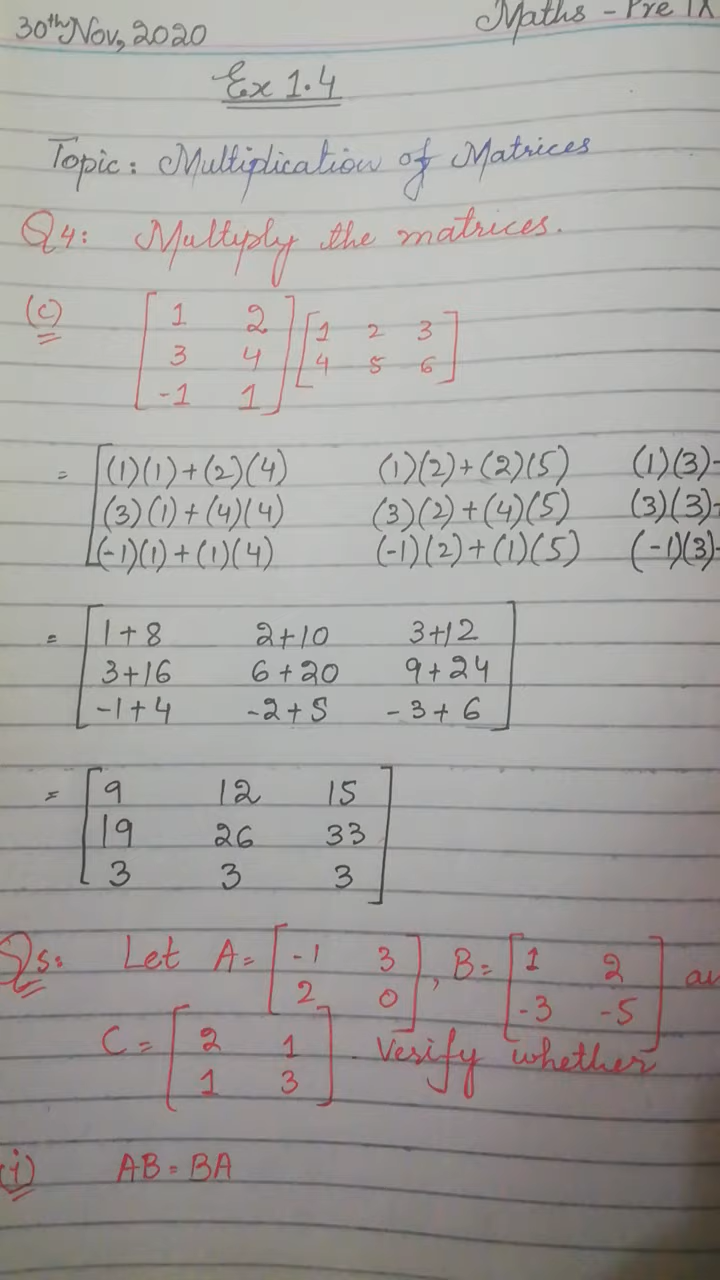 30th Nov, 2020 Maths - Pre IX
Ex 1.4
Topic: Multiplication of Matrices
Q4: Multiply the matrices.
(c) [1 2] [1 2 3]
[3 4] [4 5 6]
[-1 1]
= [(1)(1)+(2)(4) (1)(2)+(2)(5) (1)(3)-
(3)(1)+(4)(4) (3)(2)+(4)(5) (3)(3)-
(-1)(1)+(1)(4) (-1)(2)+(1)(5) (-1)(3)-
= [1+8 2+10 3+12]
[3+16 6+20 9+24]
[-1+4 -2+5 -3+6]
= [9 12 15]
[19 26 33]
[3 3 3]
Q5: Let A= [-1 3], B= [1 2]
[2 0] [-3 -5]
C = [2 1]. Verify whether
[1 3]
(i) AB = BA